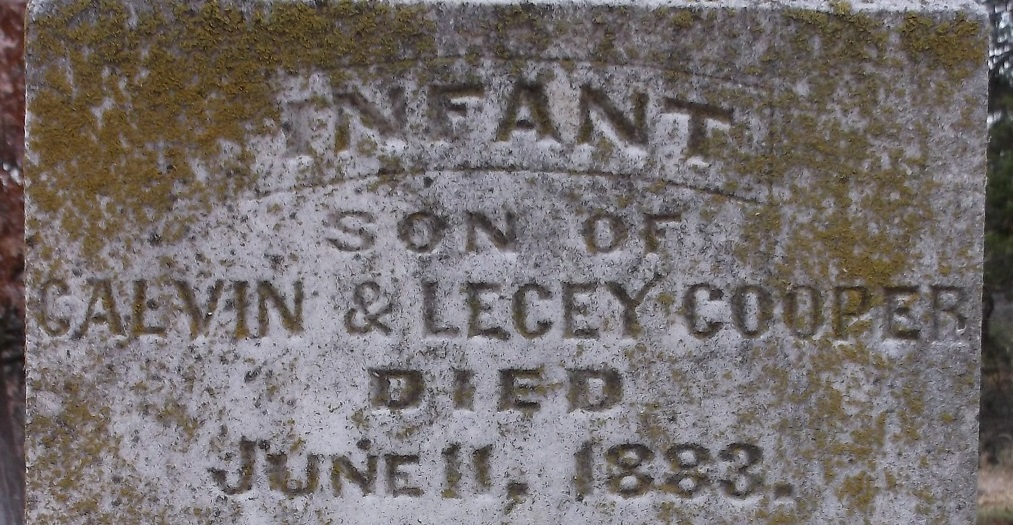 INFANT
SON OF
CALVIN & LECEY COOPER
DIED
JUNE 11, 1883.